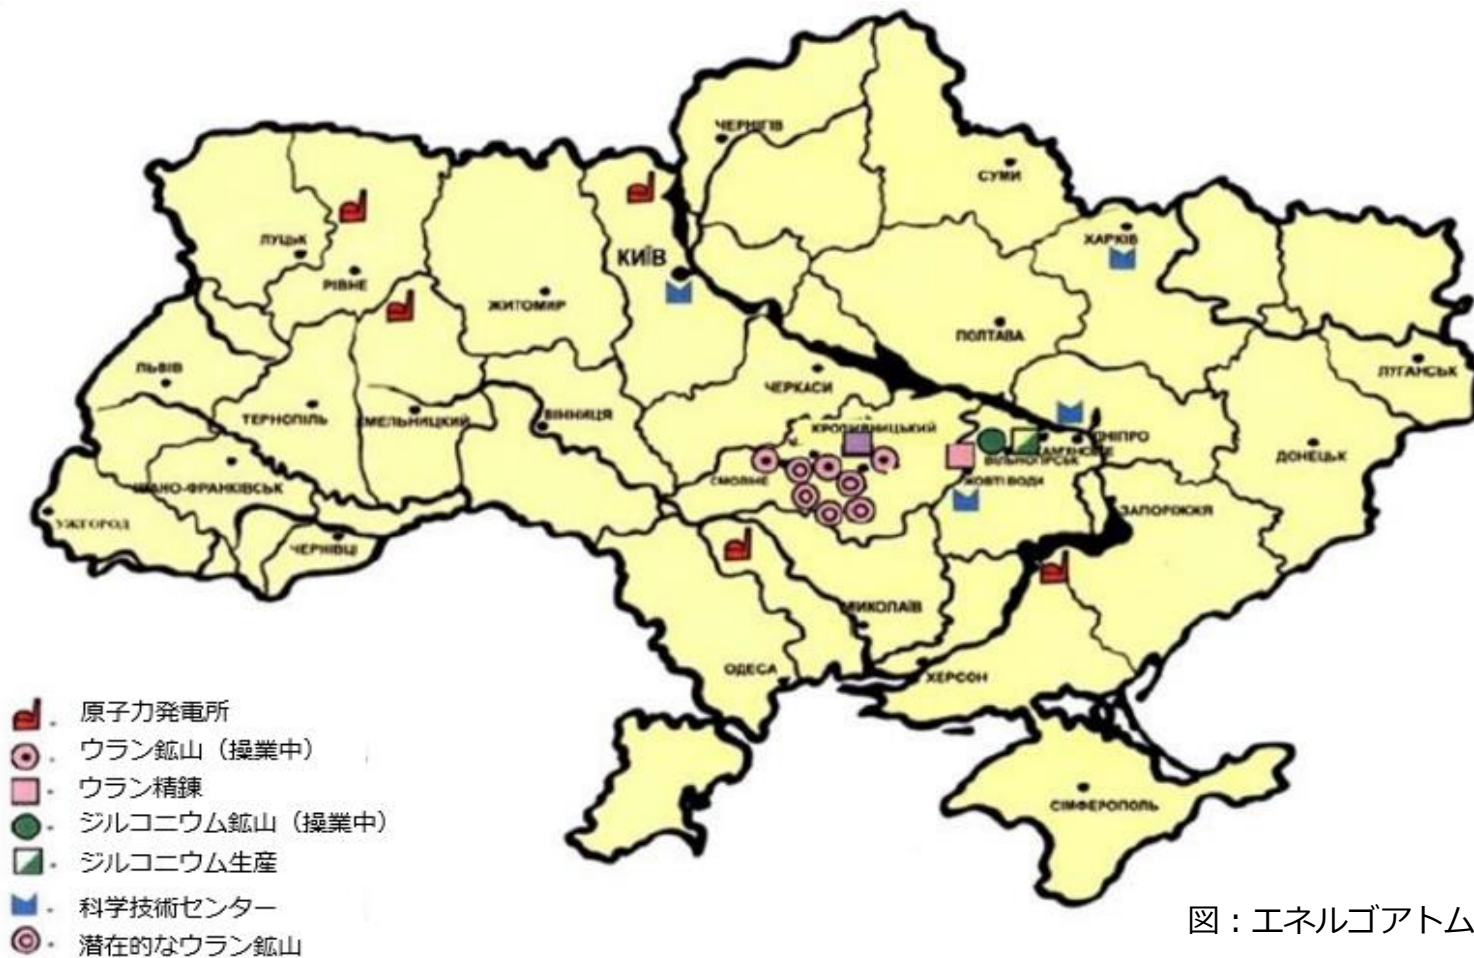 ЧЕРНІГІВ
СУМИ
ЛУЦЬК
ХАРКІВ
КИЇВ
РІВНЕ
ЖИТОМИР
ПОЛТАВА
ЛЬВІВ
ЛУГАНСЬК
ЧЕРКАСИ
ТЕРНОПІЛЬ
ХМЕЛЬНИЦКИЙ
ВІННИЦЯ
КРОПИВНИЦЬКИЙ
ДНІПРО
ДОНЕЦЬК
ВІЛЬНОГІРСЬК
СМОЛІНЕ
ЖОВТІ ВОДИ
ІВАНО-ФРАНКІВСЬК
ЗАПОРІЖЖЯ
УЖГОРОД
ЧЕРНІВЦІ
МИКОЛАЇВ
ОДЕСА
ХЕРСОН
原子力発電所
ウラン鉱山（操業中）
ウラン精錬
СІМФЕРОПОЛЬ
ジルコニウム鉱山（操業中）
ジルコニウム生産
科学技術センター
図：エネルゴアトム
潜在的なウラン鉱山